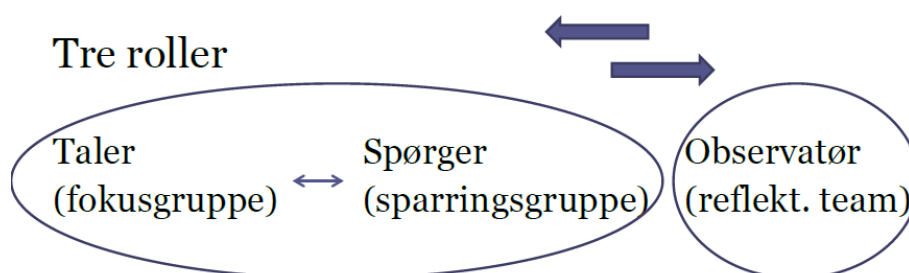 Tre roller
Taler
(fokusgruppe)
Spørger
(sparringsgruppe)
Observatør
(reflekt. team)